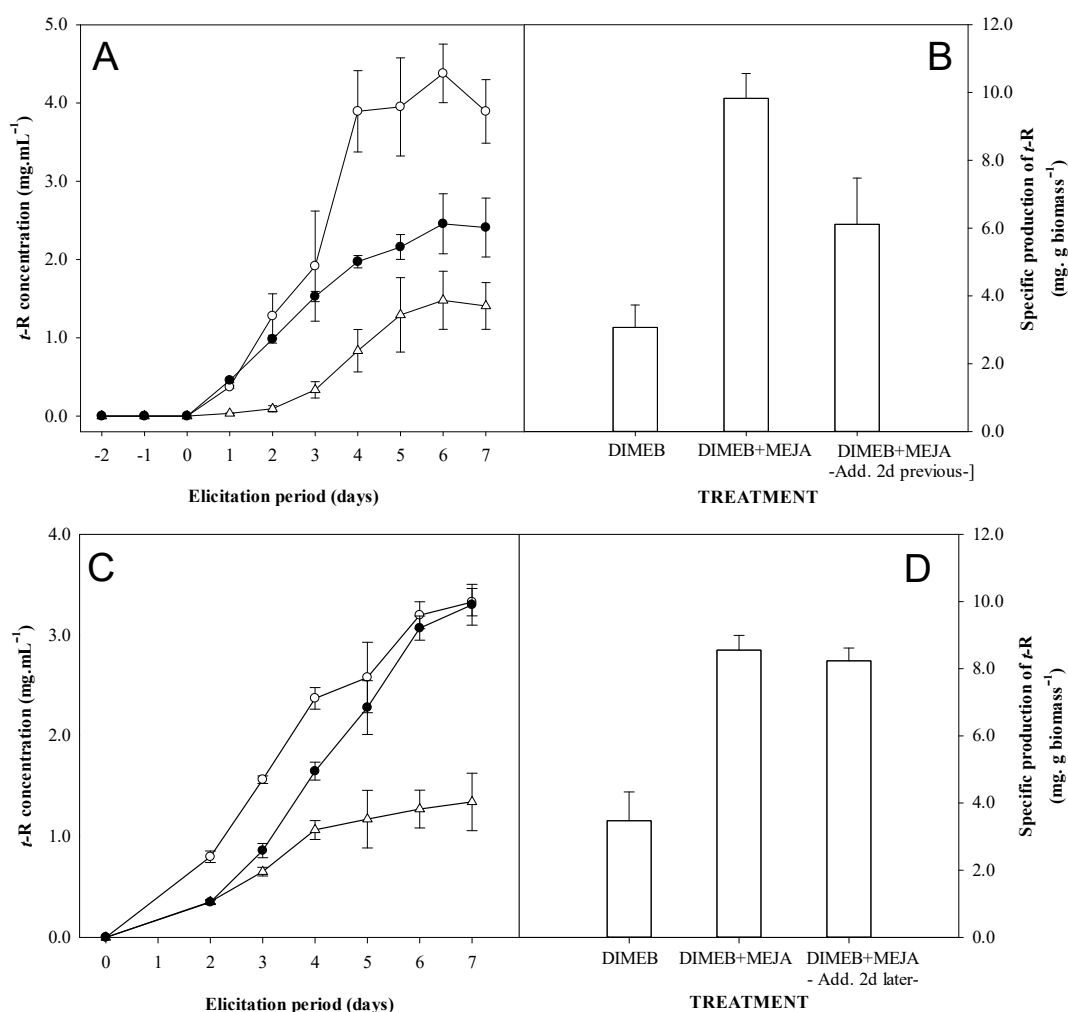 A
B
5.0
4.0
3.0
2.0
1.0
0.0
t-R concentration (mg.mL⁻¹)
-2 -1 0 1 2 3 4 5 6 7
Elicitation period (days)
12.0
10.0
8.0
6.0
4.0
2.0
0.0
Specific production of t-R
(mg. g biomass⁻¹)
DIMEB DIMEB+MEJA DIMEB+MEJA
-Add. 2d previous-]
TREATMENT
C
D
4.0
3.0
2.0
1.0
0.0
t-R concentration (mg.mL⁻¹)
0 1 2 3 4 5 6 7
Elicitation period (days)
12.0
10.0
8.0
6.0
4.0
2.0
0.0
Specific production of t-R
(mg. g biomass⁻¹)
DIMEB DIMEB+MEJA DIMEB+MEJA
- Add. 2d later-
TREATMENT